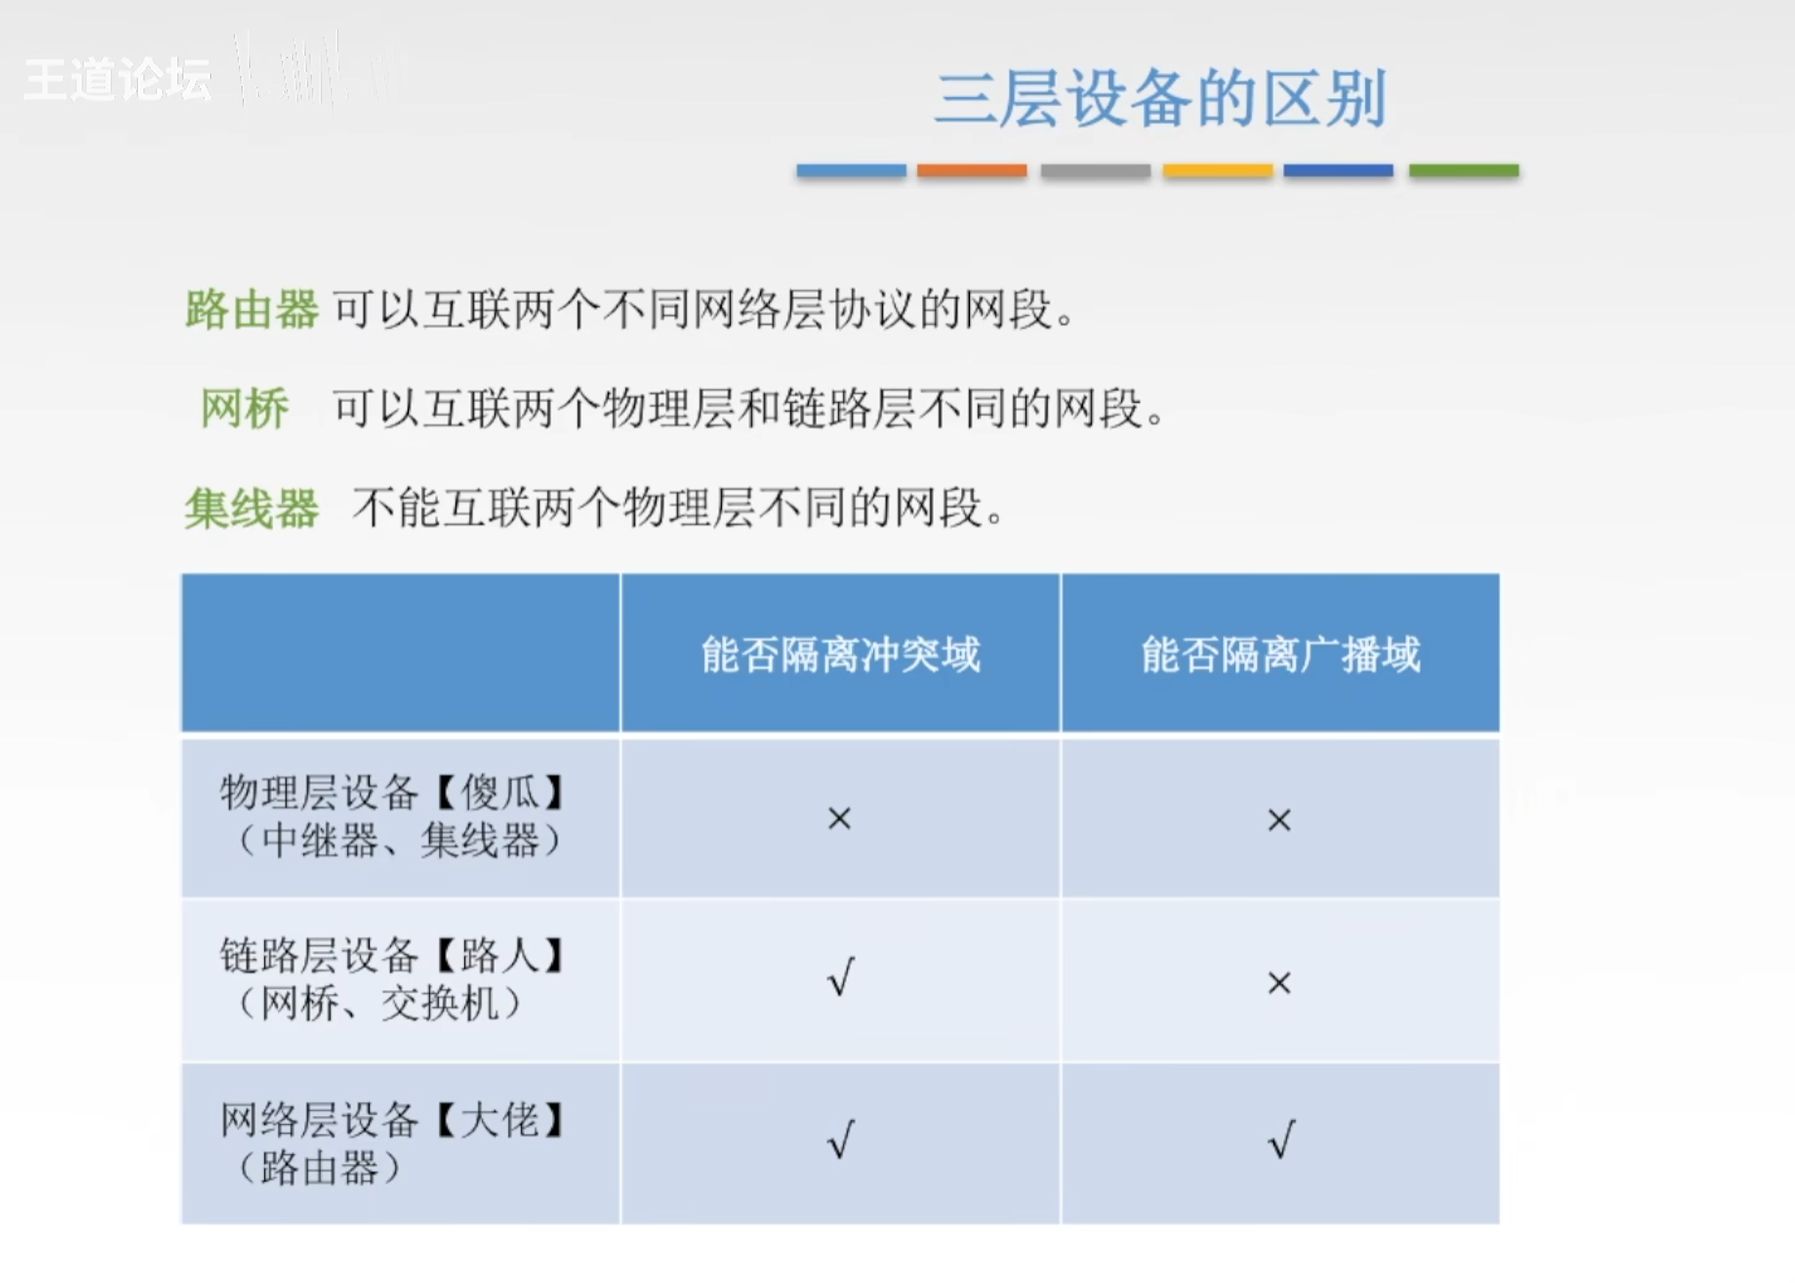 王道论坛
三层设备的区别
路由器 可以互联两个不同网络层协议的网段。
网桥 可以互联两个物理层和链路层不同的网段。
集线器 不能互联两个物理层不同的网段。
能否隔离冲突域 能否隔离广播域
物理层设备【傻瓜】
（中继器、集线器） × ×
链路层设备【路人】
（网桥、交换机） √ ×
网络层设备【大佬】
（路由器） √ √